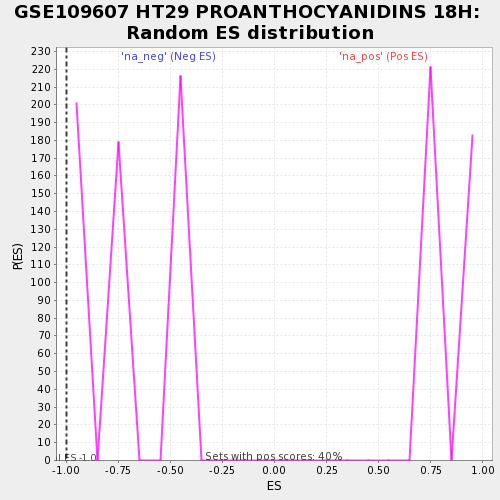 GSE109607 HT29 PROANTHOCYANIDINS 18H:
Random ES distribution
'na_neg' (Neg ES)
'na_pos' (Pos ES)
230
220
210
200
190
180
170
160
150
140
130
120
110
100
90
80
70
60
50
40
30
20
10
0
P(ES)
ES -1.0
Sets with pos scores: 40%
-1.00 -0.75 -0.50 -0.25 0.00 0.25 0.50 0.75 1.00
ES